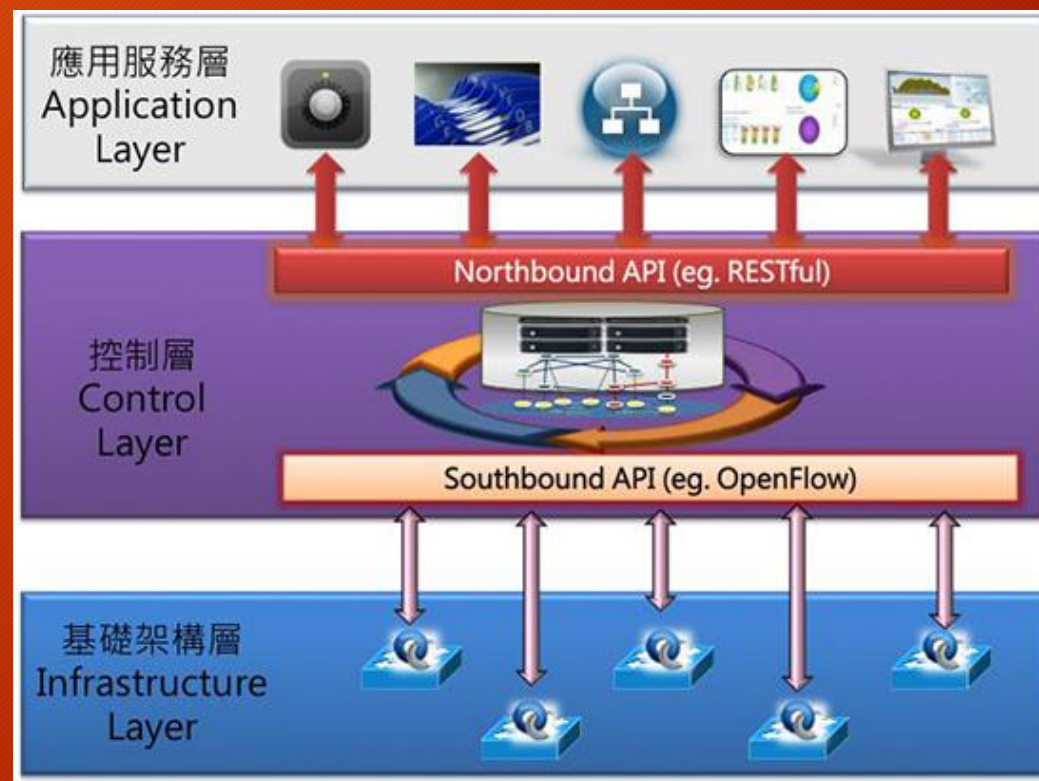 應用服務層
Application
Layer
Northbound API (eg. RESTful)
控制層
Control
Layer
Southbound API (eg. OpenFlow)
基礎架構層
Infrastructure
Layer